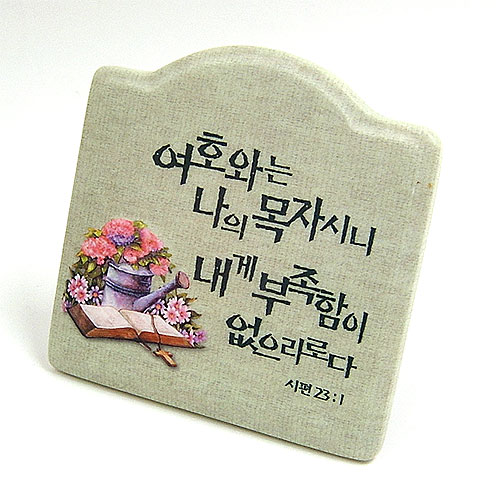 여호와는
나의 목자시니
내게 부족함이
없으리로다
시편 23:1